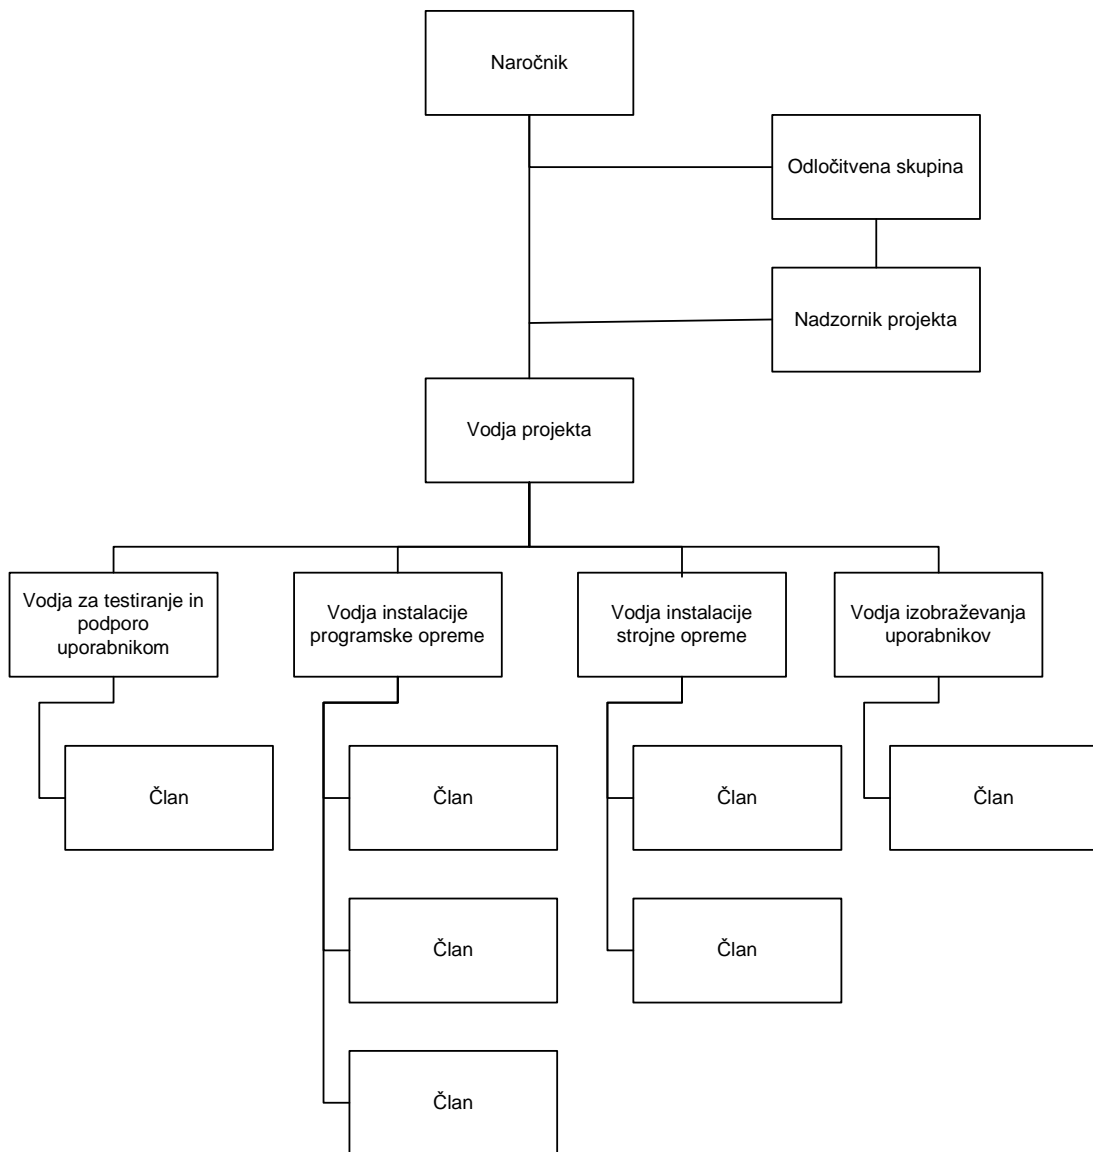 Naročnik
Odločitvena skupina
Nadzornik projekta
Vodja projekta
Vodja za testiranje in
podporo
uporabnikom
Vodja instalacije
programske opreme
Vodja instalacije
strojne opreme
Vodja izobraževanja
uporabnikov
Član
Član
Član
Član
Član
Član
Član